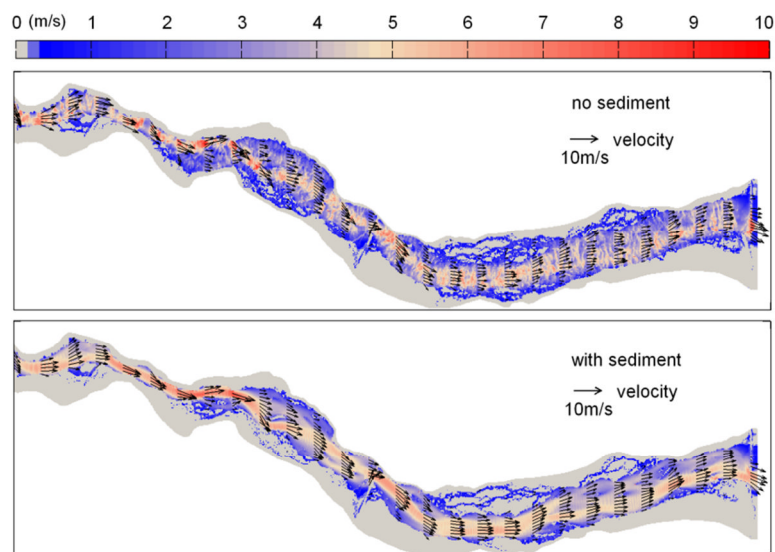 0 (m/s) 1 2 3 4 5 6 7 8 9 10
no sediment
velocity
10m/s
with sediment
velocity
10m/s